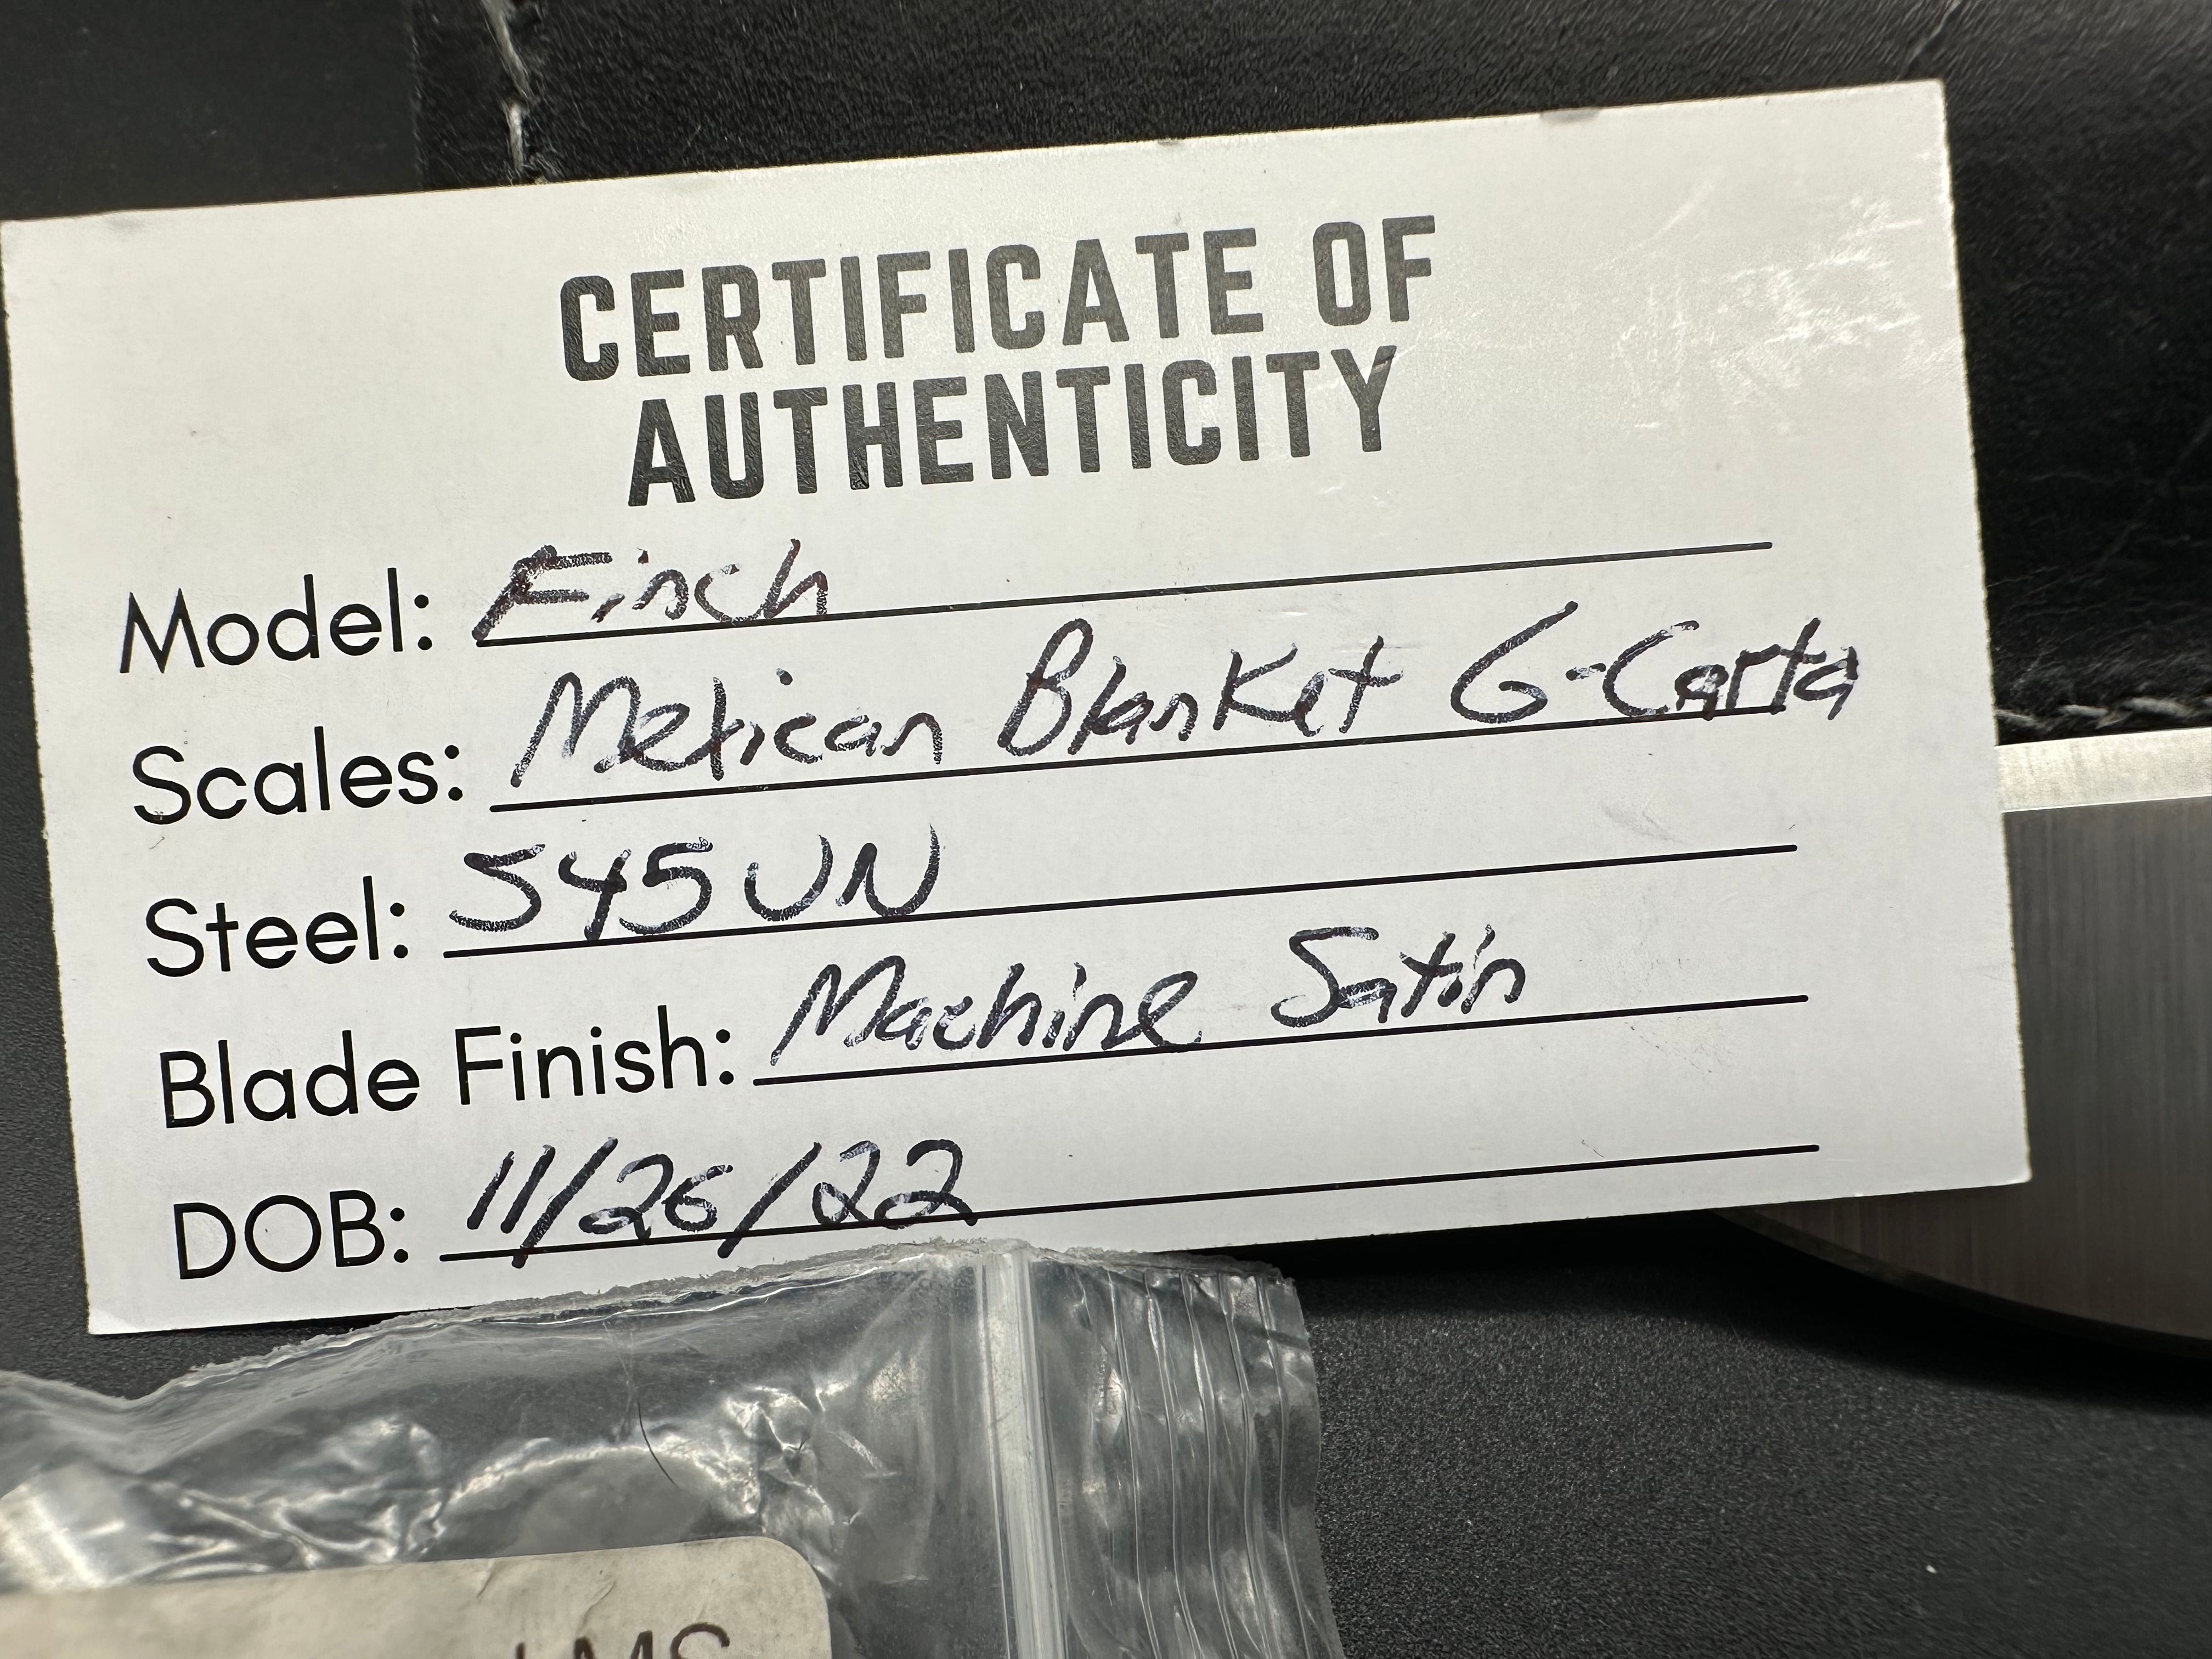 CERTIFICATE OF
AUTHENTICITY
Model: Finch
Scales: Mexican Blanket G-Carta
Steel: S45VN
Blade Finish: Machine Satin
DOB: 11/26/22